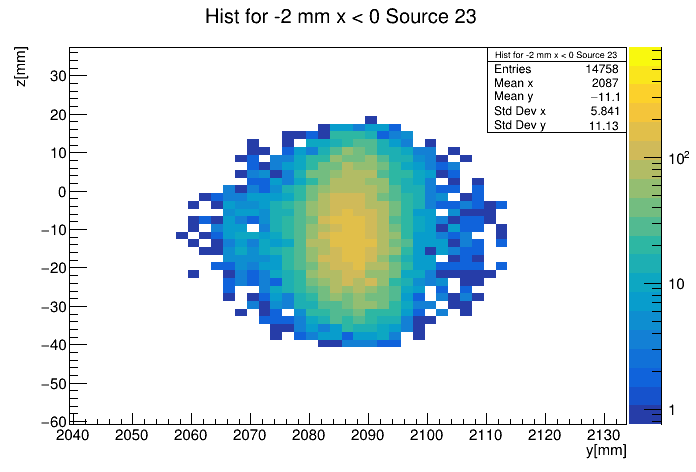 Hist for -2 mm x < 0 Source 23
z[mm]
Hist for -2 mm x < 0 Source 23
Entries 14758
Mean x 2087
Mean y −11.1
Std Dev x 5.841
Std Dev y 11.13
30
20
10
0
−10
−20
−30
−40
−50
−60
10²
10
1
2040 2050 2060 2070 2080 2090 2100 2110 2120 2130
y[mm]